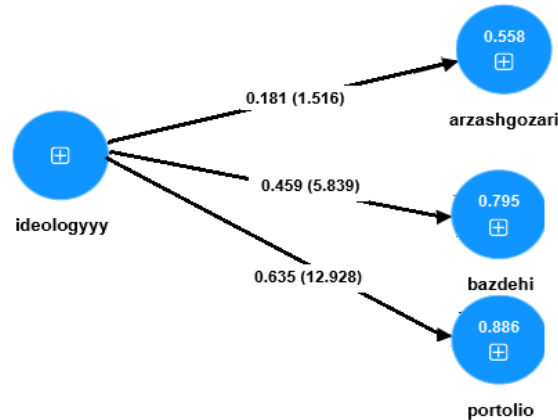 0.558
0.181 (1.516)
arzashgozari
ideologyyy
0.459 (5.839)
0.795
bazdehi
0.635 (12.928)
0.886
portolio